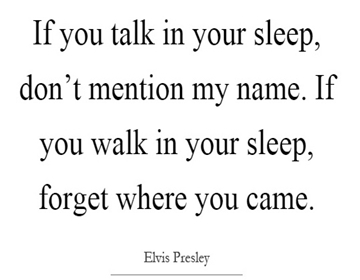 If you talk in your sleep,
don’t mention my name. If
you walk in your sleep,
forget where you came.
Elvis Presley